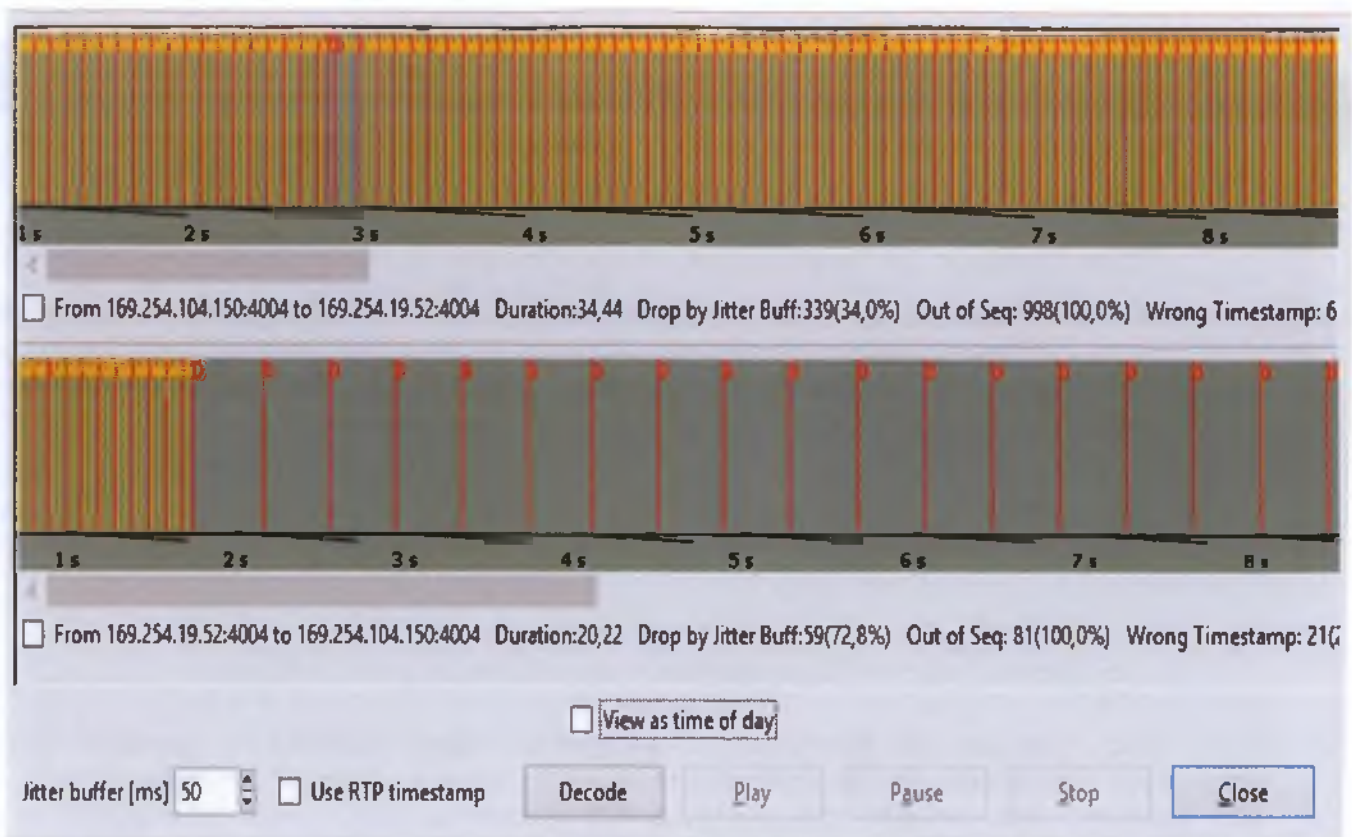 1 s 2 s 3 s 4 s 5 s 6 s 7 s 8 s
From 169.254.104.150:4004 to 169.254.19.52:4004 Duration:34,44 Drop by Jitter Buff:339(34,0%) Out of Seq: 998(100,0%) Wrong Timestamp: 6
D
1 s 2 s 3 s 4 s 5 s 6 s 7 s 8 s
From 169.254.19.52:4004 to 169.254.104.150:4004 Duration:20,22 Drop by Jitter Buff:59(72,8%) Out of Seq: 81(100,0%) Wrong Timestamp: 21(
View as time of day
Jitter buffer [ms] 50 Use RTP timestamp Decode Play Pause Stop Close